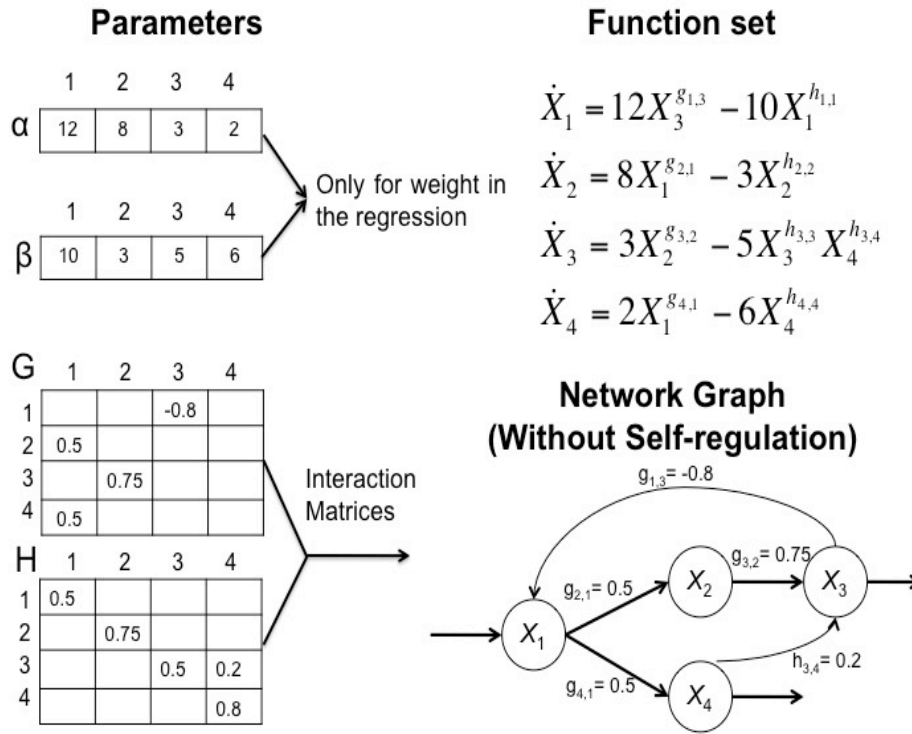 Parameters
1 2 3 4
α 12 8 3 2
1 2 3 4
β 10 3 5 6
Only for weight in
the regression
G 1 2 3 4
1 -0.8
2 0.5
3 0.75
4 0.5
H 1 2 3 4
1 0.5
2 0.75
3 0.5 0.2
4 0.8
Interaction
Matrices
Function set
Ẋ₁ = 12X₃^{g₁,₃} − 10X₁^{h₁,₁}
Ẋ₂ = 8X₁^{g₂,₁} − 3X₂^{h₂,₂}
Ẋ₃ = 3X₂^{g₃,₂} − 5X₃^{h₃,₃} X₄^{h₃,₄}
Ẋ₄ = 2X₁^{g₄,₁} − 6X₄^{h₄,₄}
Network Graph
(Without Self-regulation)
g₁,₃= -0.8
g₃,₂= 0.75
X₂
X₃
g₂,₁= 0.5
X₁
h₃,₄= 0.2
g₄,₁= 0.5
X₄